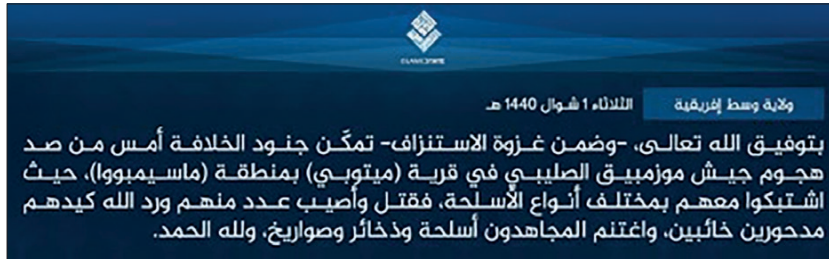 ISLAMIC STATE
ولاية وسط إفريقية
الثلاثاء 1 شوال 1440 هـ
بتوفيق الله تعالى، -وضمن غزوة الاستنزاف- تمكّن جنود الخلافة أمس من صد
هجوم جيش موزمبيق الصليبي في قرية (ميتوبي) بمنطقة (ماسيمبووا)، حيث
اشتبكوا معهم بمختلف أنواع الأسلحة، فقتل وأصيب عدد منهم ورد الله كيدهم
مدحورين خائبين، واغتنم المجاهدون أسلحة وذخائر وصواريخ، ولله الحمد.